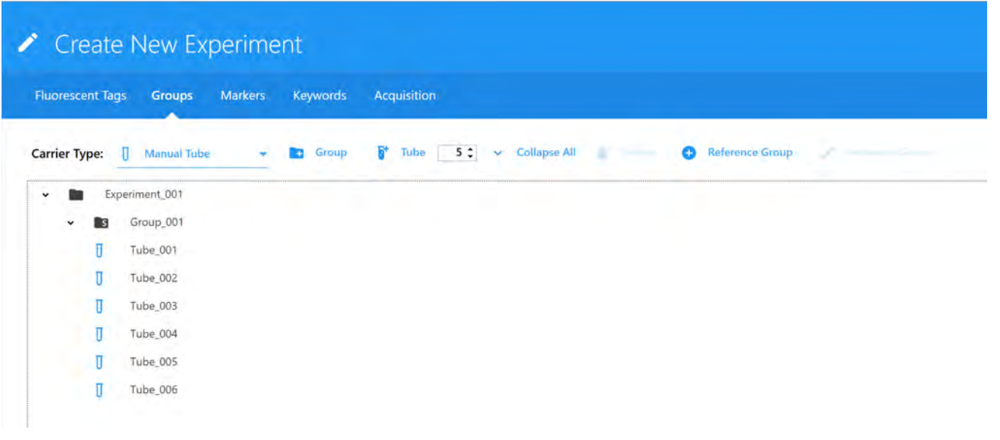 Create New Experiment
Fluorescent Tags Groups Markers Keywords Acquisition
Carrier Type: Manual Tube Group Tube 5 Collapse All Reference Group
Experiment_001
S Group_001
Tube_001
Tube_002
Tube_003
Tube_004
Tube_005
Tube_006